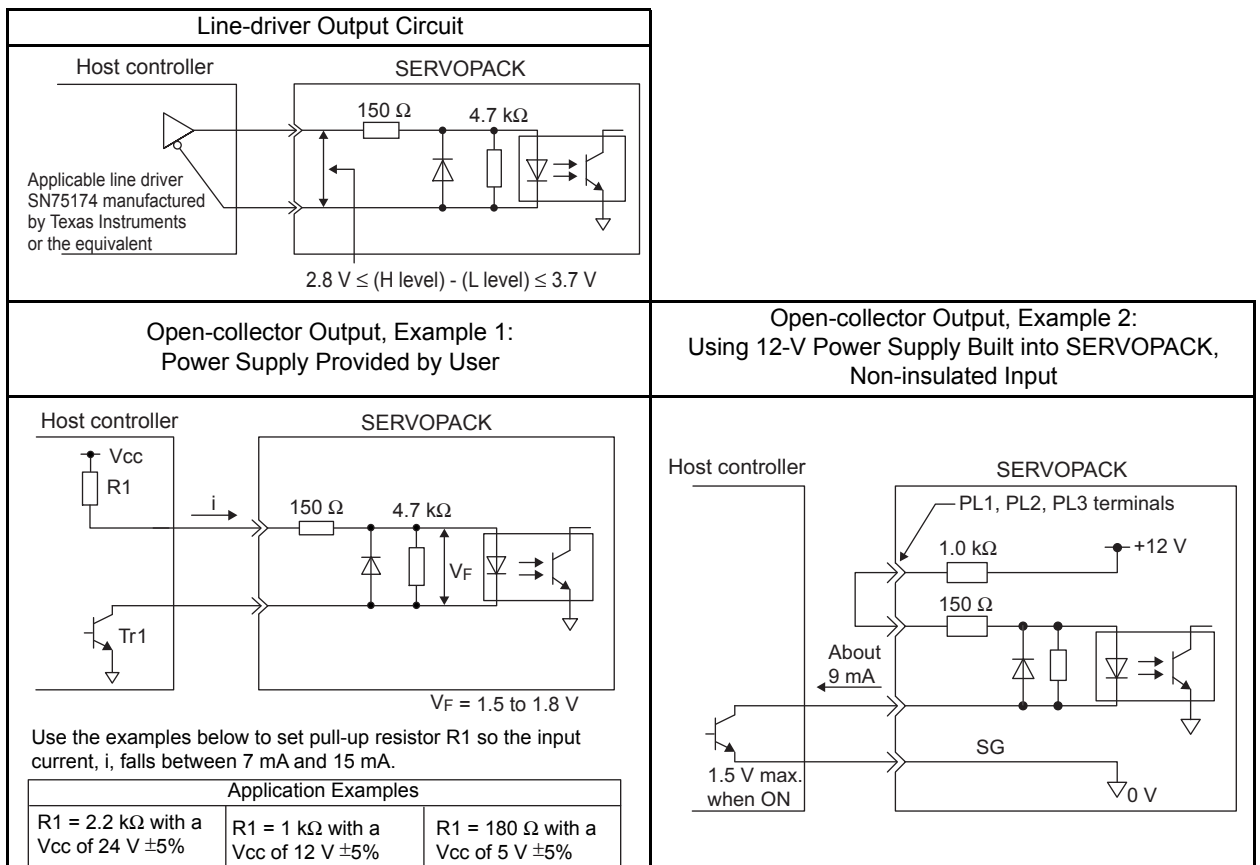 Line-driver Output Circuit
Host controller
SERVOPACK
150 Ω
4.7 kΩ
Applicable line driver
SN75174 manufactured
by Texas Instruments
or the equivalent
2.8 V ≤ (H level) - (L level) ≤ 3.7 V
Open-collector Output, Example 1:
Power Supply Provided by User
Open-collector Output, Example 2:
Using 12-V Power Supply Built into SERVOPACK,
Non-insulated Input
Host controller
SERVOPACK
Vcc
R1
i
150 Ω
4.7 kΩ
VF
Tr1
VF = 1.5 to 1.8 V
Use the examples below to set pull-up resistor R1 so the input
current, i, falls between 7 mA and 15 mA.
Application Examples
R1 = 2.2 kΩ with a
Vcc of 24 V ±5%
R1 = 1 kΩ with a
Vcc of 12 V ±5%
R1 = 180 Ω with a
Vcc of 5 V ±5%
Host controller
SERVOPACK
PL1, PL2, PL3 terminals
1.0 kΩ
+12 V
150 Ω
About
9 mA
SG
1.5 V max.
when ON
0 V